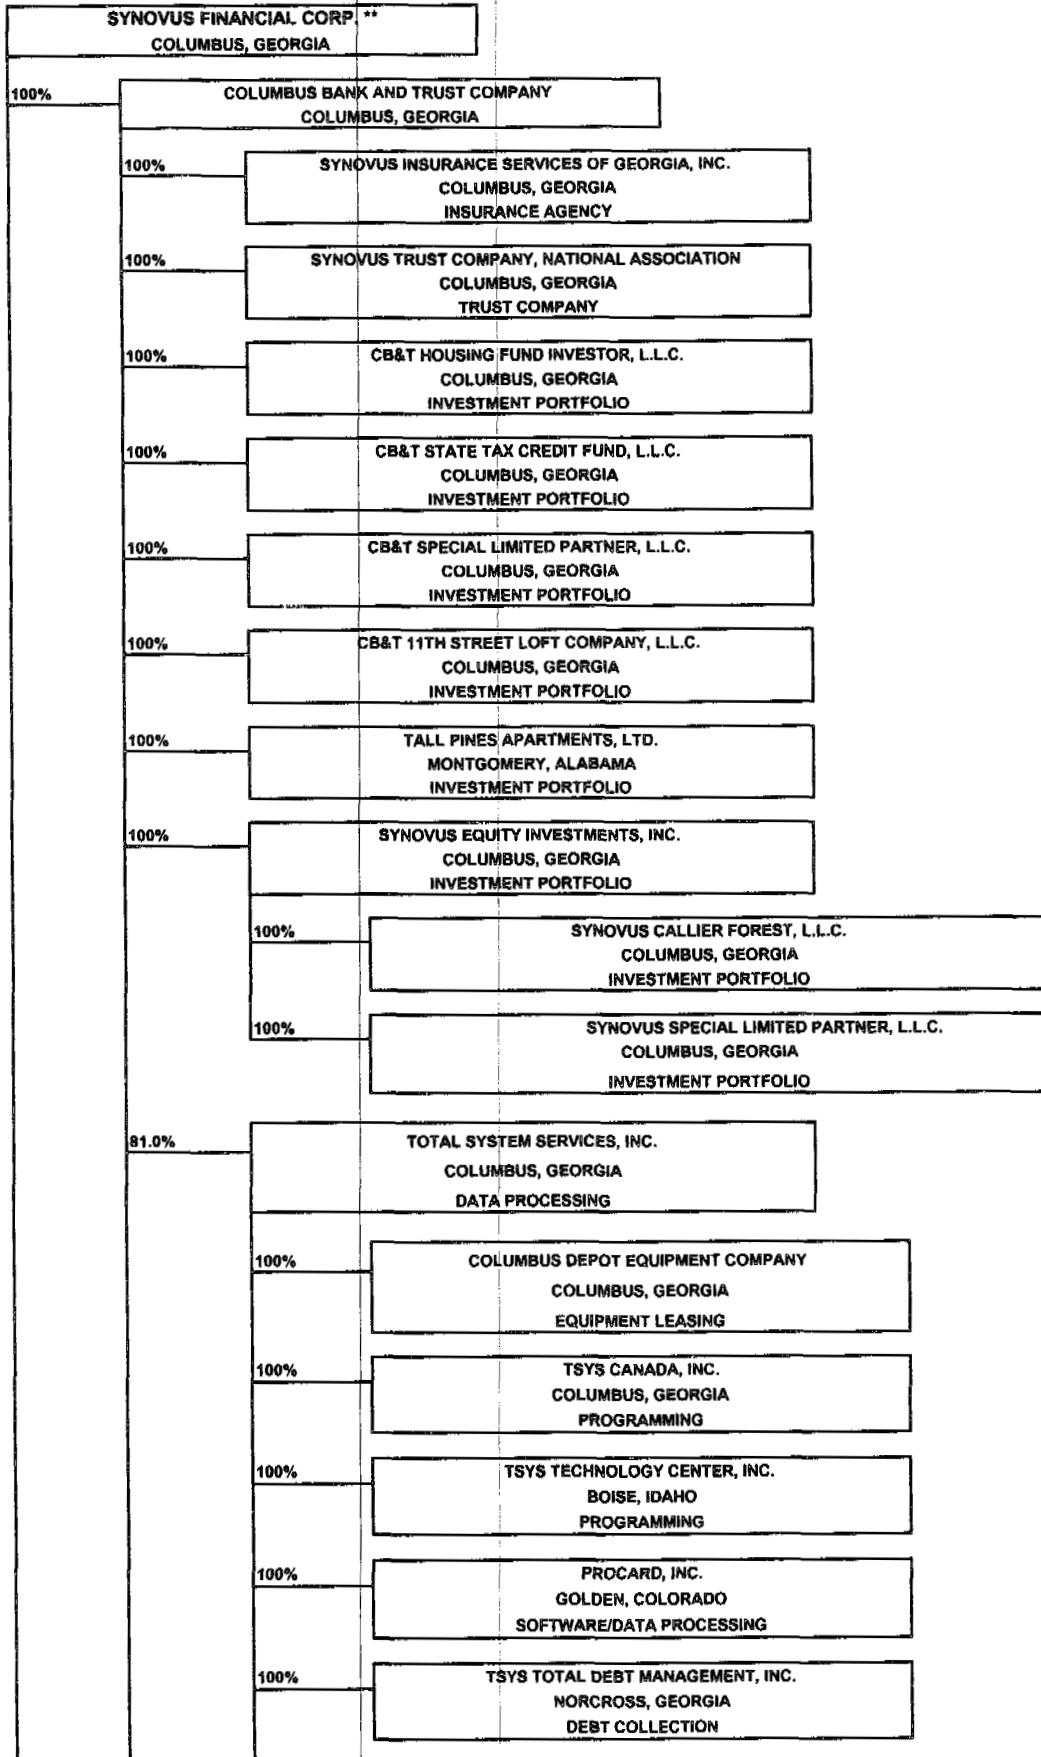 SYNOVUS FINANCIAL CORP. **
COLUMBUS, GEORGIA
100%
COLUMBUS BANK AND TRUST COMPANY
COLUMBUS, GEORGIA
100%
SYNOVUS INSURANCE SERVICES OF GEORGIA, INC.
COLUMBUS, GEORGIA
INSURANCE AGENCY
100%
SYNOVUS TRUST COMPANY, NATIONAL ASSOCIATION
COLUMBUS, GEORGIA
TRUST COMPANY
100%
CB&T HOUSING FUND INVESTOR, L.L.C.
COLUMBUS, GEORGIA
INVESTMENT PORTFOLIO
100%
CB&T STATE TAX CREDIT FUND, L.L.C.
COLUMBUS, GEORGIA
INVESTMENT PORTFOLIO
100%
CB&T SPECIAL LIMITED PARTNER, L.L.C.
COLUMBUS, GEORGIA
INVESTMENT PORTFOLIO
100%
CB&T 11TH STREET LOFT COMPANY, L.L.C.
COLUMBUS, GEORGIA
INVESTMENT PORTFOLIO
100%
TALL PINES APARTMENTS, LTD.
MONTGOMERY, ALABAMA
INVESTMENT PORTFOLIO
100%
SYNOVUS EQUITY INVESTMENTS, INC.
COLUMBUS, GEORGIA
INVESTMENT PORTFOLIO
100%
SYNOVUS CALLIER FOREST, L.L.C.
COLUMBUS, GEORGIA
INVESTMENT PORTFOLIO
100%
SYNOVUS SPECIAL LIMITED PARTNER, L.L.C.
COLUMBUS, GEORGIA
INVESTMENT PORTFOLIO
81.0%
TOTAL SYSTEM SERVICES, INC.
COLUMBUS, GEORGIA
DATA PROCESSING
100%
COLUMBUS DEPOT EQUIPMENT COMPANY
COLUMBUS, GEORGIA
EQUIPMENT LEASING
100%
TSYS CANADA, INC.
COLUMBUS, GEORGIA
PROGRAMMING
100%
TSYS TECHNOLOGY CENTER, INC.
BOISE, IDAHO
PROGRAMMING
100%
PROCARD, INC.
GOLDEN, COLORADO
SOFTWARE/DATA PROCESSING
100%
TSYS TOTAL DEBT MANAGEMENT, INC.
NORCROSS, GEORGIA
DEBT COLLECTION